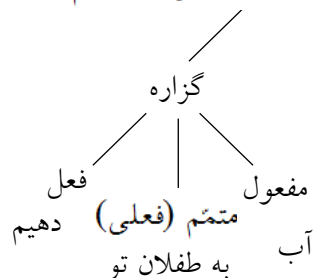 گزاره
مفعول
متمّم (فعلی)
فعل
آب
به طفلان تو
دهیم